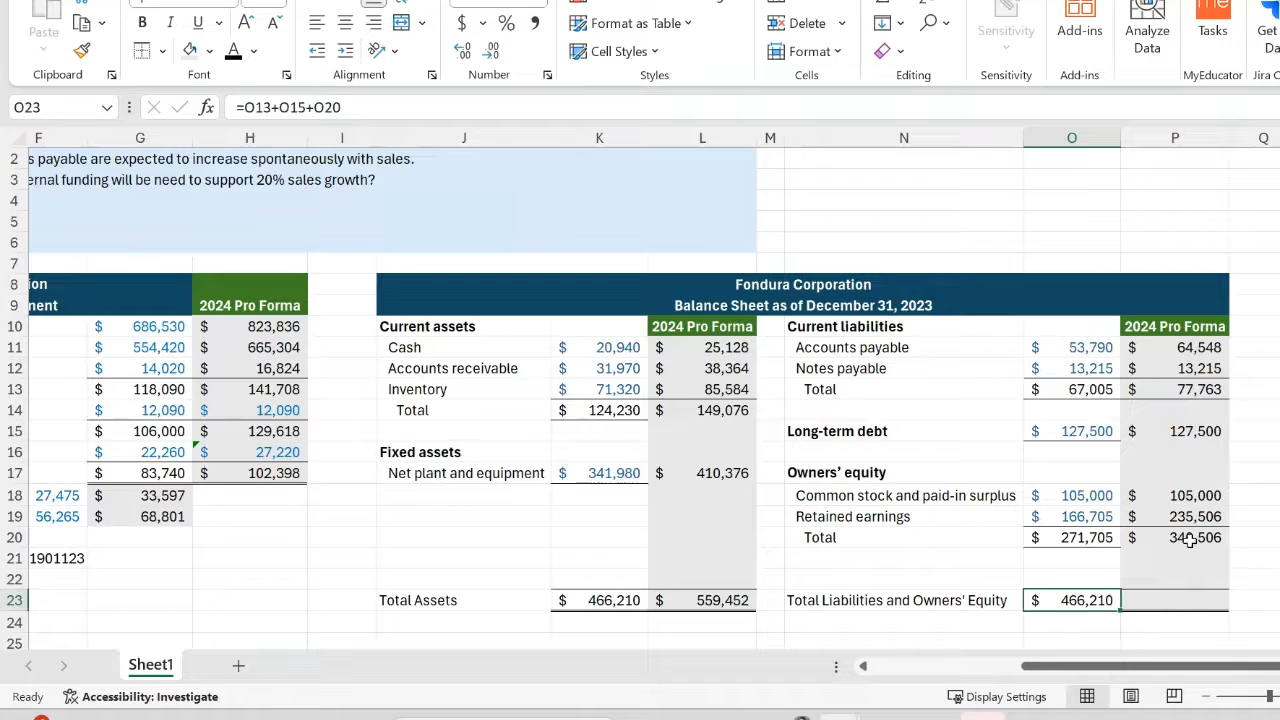 Paste
B I U A A
$ % 9
Format as Table
Cell Styles
Delete
Format
Sensitivity
Add-ins
Analyze
Data
Tasks
Get
Clipboard Font Alignment Number Styles Cells Editing Sensitivity Add-ins MyEducator Jira C
O23 fx =O13+O15+O20
F G H I J K L M N O P Q
2 s payable are expected to increase spontaneously with sales.
3 ernal funding will be need to support 20% sales growth?
4
5
6
7
8 ion Fondura Corporation
9 ment 2024 Pro Forma Balance Sheet as of December 31, 2023
10 $ 686,530 $ 823,836 Current assets 2024 Pro Forma Current liabilities 2024 Pro Forma
11 $ 554,420 $ 665,304 Cash $ 20,940 $ 25,128 Accounts payable $ 53,790 $ 64,548
12 $ 14,020 $ 16,824 Accounts receivable $ 31,970 $ 38,364 Notes payable $ 13,215 $ 13,215
13 $ 118,090 $ 141,708 Inventory $ 71,320 $ 85,584 Total $ 67,005 $ 77,763
14 $ 12,090 $ 12,090 Total $ 124,230 $ 149,076
15 $ 106,000 $ 129,618 Long-term debt $ 127,500 $ 127,500
16 $ 22,260 $ 27,220 Fixed assets
17 $ 83,740 $ 102,398 Net plant and equipment $ 341,980 $ 410,376 Owners’ equity
18 27,475 $ 33,597 Common stock and paid-in surplus $ 105,000 $ 105,000
19 56,265 $ 68,801 Retained earnings $ 166,705 $ 235,506
20 Total $ 271,705 $
21 1901123
22
23 Total Assets $ 466,210 $ 559,452 Total Liabilities and Owners' Equity $ 466,210
24
25
Sheet1
Ready Accessibility: Investigate Display Settings